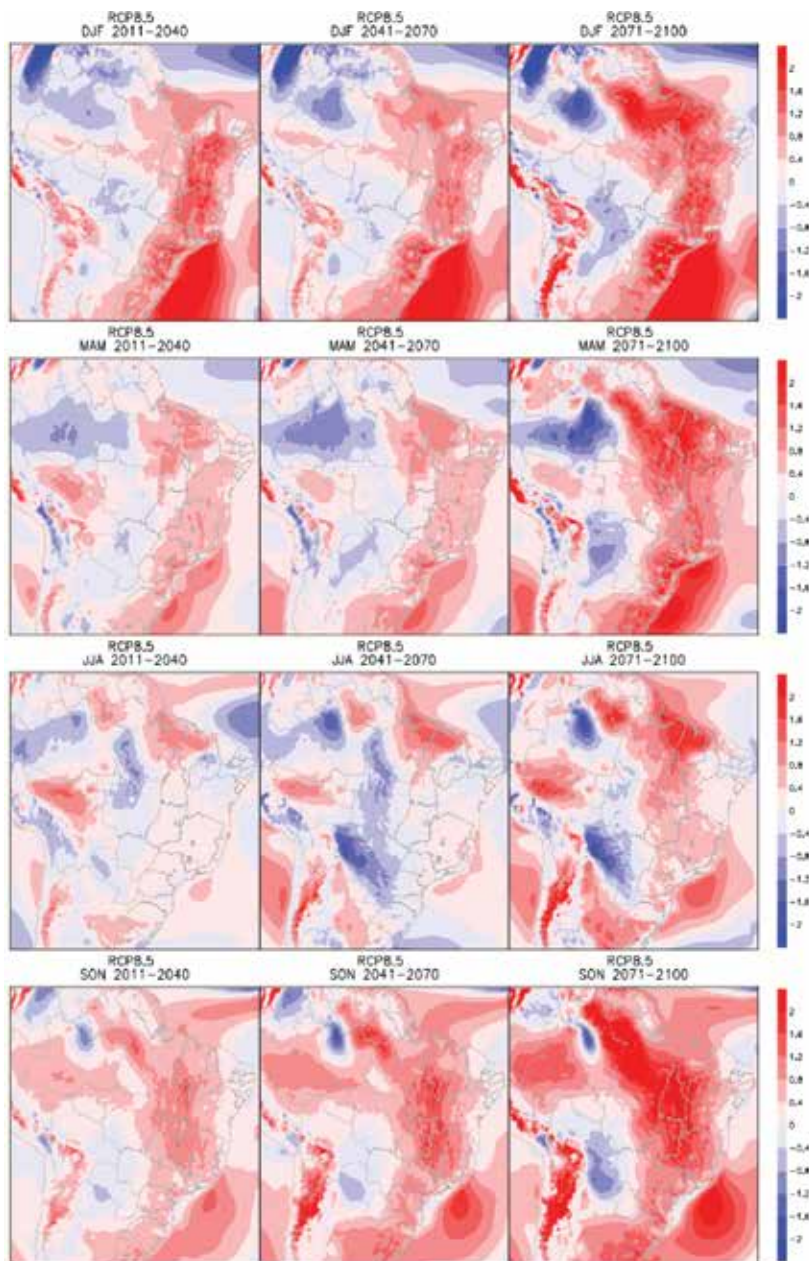 RCP8.5
DJF 2011-2040
RCP8.5
DJF 2041-2070
RCP8.5
DJF 2071-2100
2
1.6
1.2
0.8
0.4
0
-0.4
-0.8
-1.2
-1.6
-2
RCP8.5
MAM 2011-2040
RCP8.5
MAM 2041-2070
RCP8.5
MAM 2071-2100
2
1.6
1.2
0.8
0.4
0
-0.4
-0.8
-1.2
-1.6
-2
RCP8.5
JJA 2011-2040
RCP8.5
JJA 2041-2070
RCP8.5
JJA 2071-2100
2
1.6
1.2
0.8
0.4
0
-0.4
-0.8
-1.2
-1.6
-2
RCP8.5
SON 2011-2040
RCP8.5
SON 2041-2070
RCP8.5
SON 2071-2100
2
1.6
1.2
0.8
0.4
0
-0.4
-0.8
-1.2
-1.6
-2